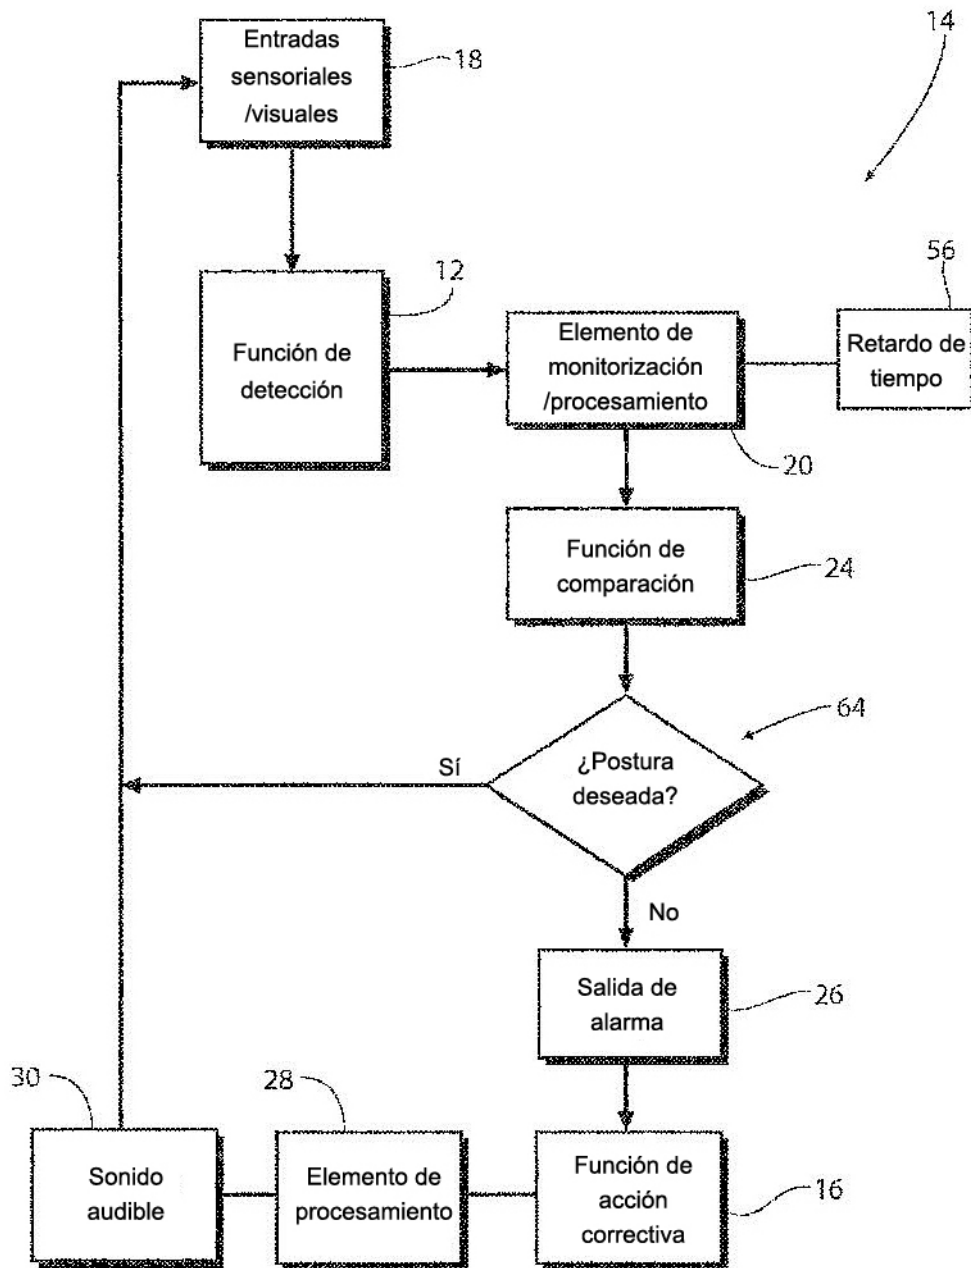 Entradas
sensoriales
/visuales
18
14
12
Función de
detección
Elemento de
monitorización
/procesamiento
20
56
Retardo de
tiempo
Función de
comparación
24
64
¿Postura
deseada?
Sí
No
Salida de
alarma
26
30
Sonido
audible
28
Elemento de
procesamiento
Función de
acción
correctiva
16